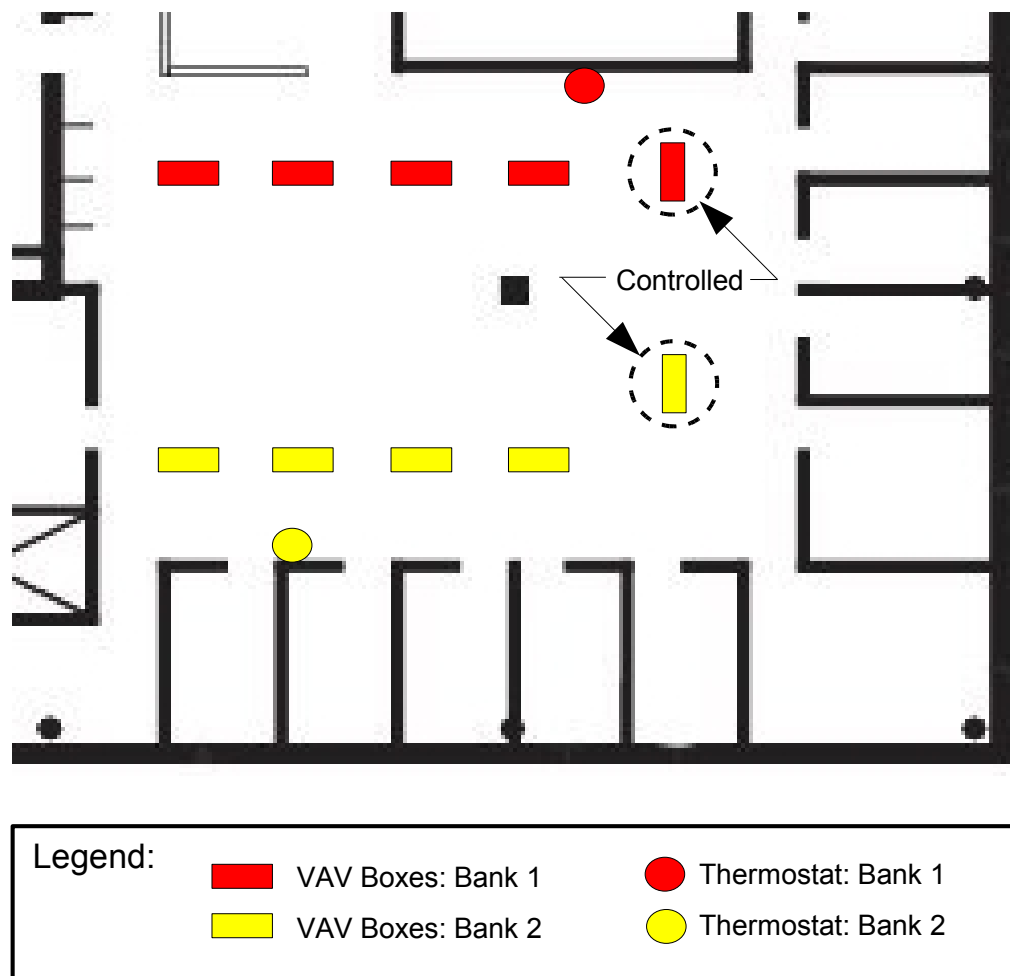 Controlled
Legend:
VAV Boxes: Bank 1
Thermostat: Bank 1
VAV Boxes: Bank 2
Thermostat: Bank 2